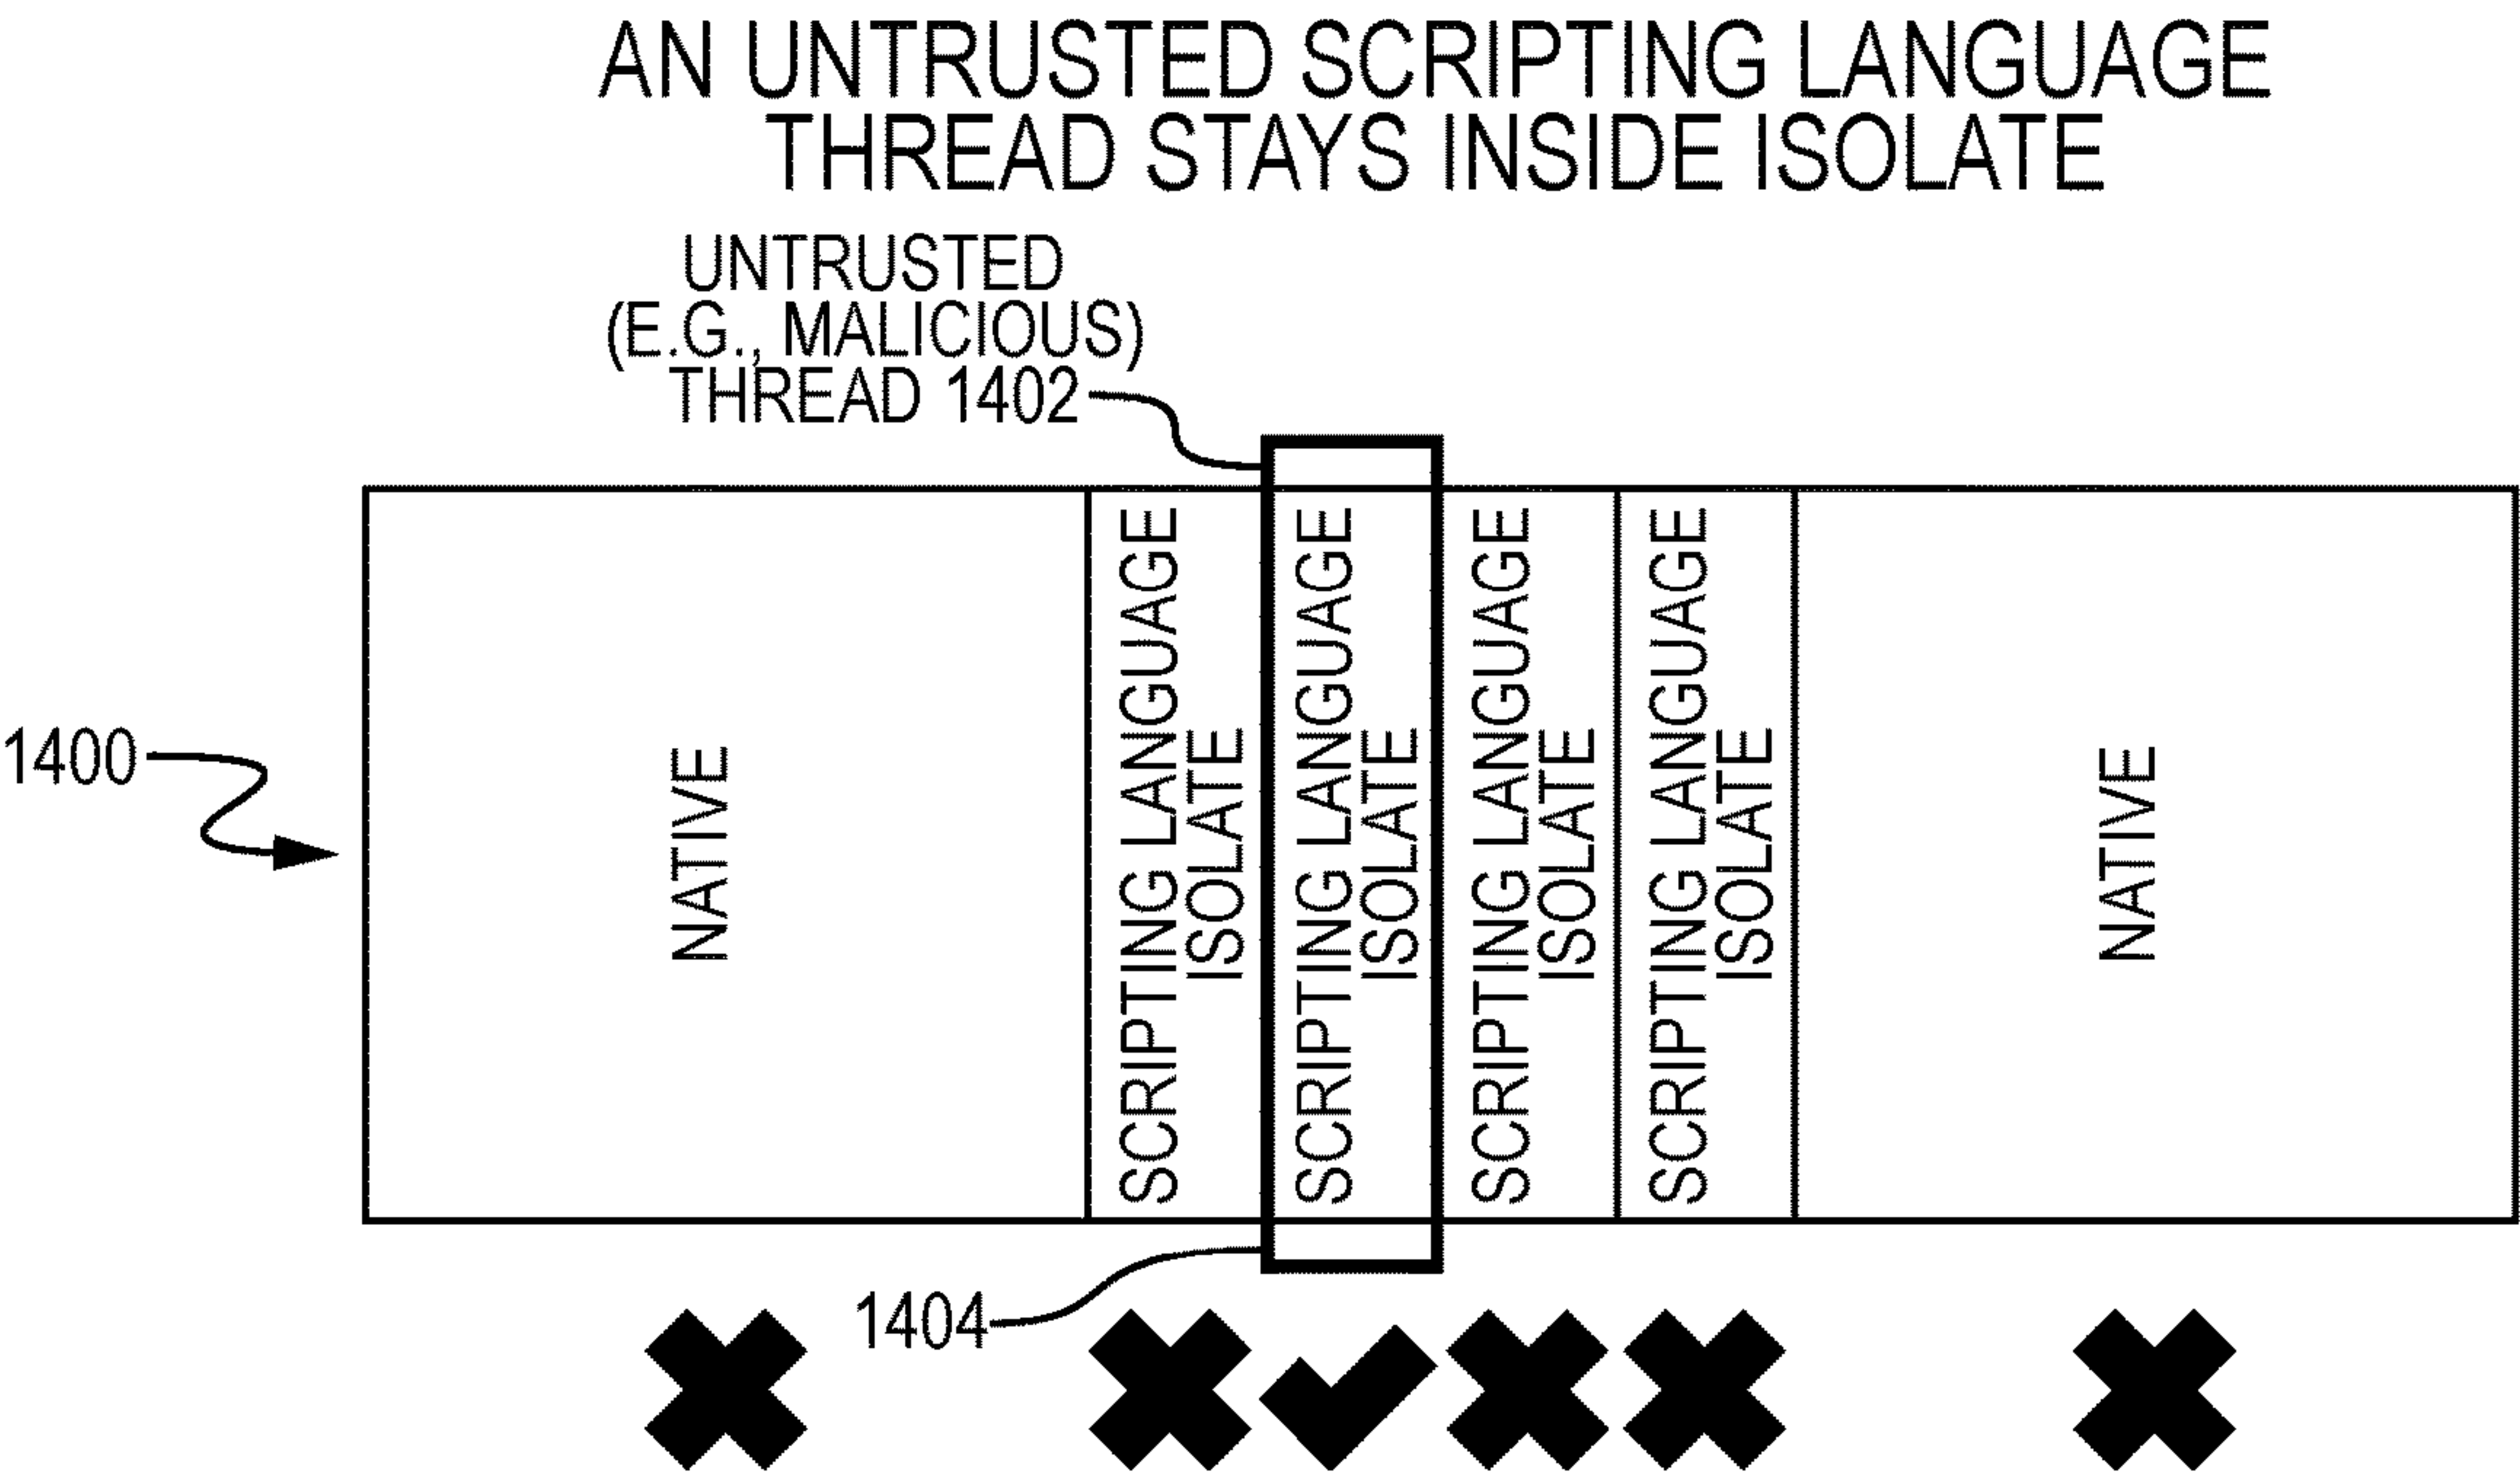 AN UNTRUSTED SCRIPTING LANGUAGE
THREAD STAYS INSIDE ISOLATE
UNTRUSTED
(E.G., MALICIOUS)
THREAD 1402
1400
NATIVE
SCRIPTING LANGUAGE
ISOLATE
SCRIPTING LANGUAGE
ISOLATE
SCRIPTING LANGUAGE
ISOLATE
SCRIPTING LANGUAGE
ISOLATE
NATIVE
1404